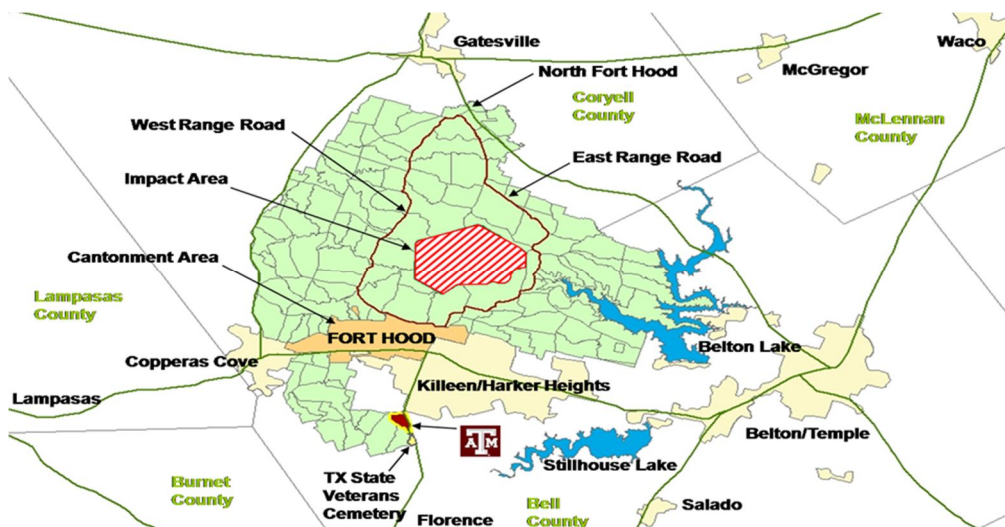 Gatesville
Waco
McGregor
North Fort Hood
Coryell
County
West Range Road
McLennan
County
East Range Road
Impact Area
Cantonment Area
Lampasas
County
FORT HOOD
Belton Lake
Copperas Cove
Killeen/Harker Heights
Lampasas
Belton/Temple
ATM
Stillhouse Lake
TX State
Veterans
Cemetery
Burnet
County
Bell
County
Salado
Florence